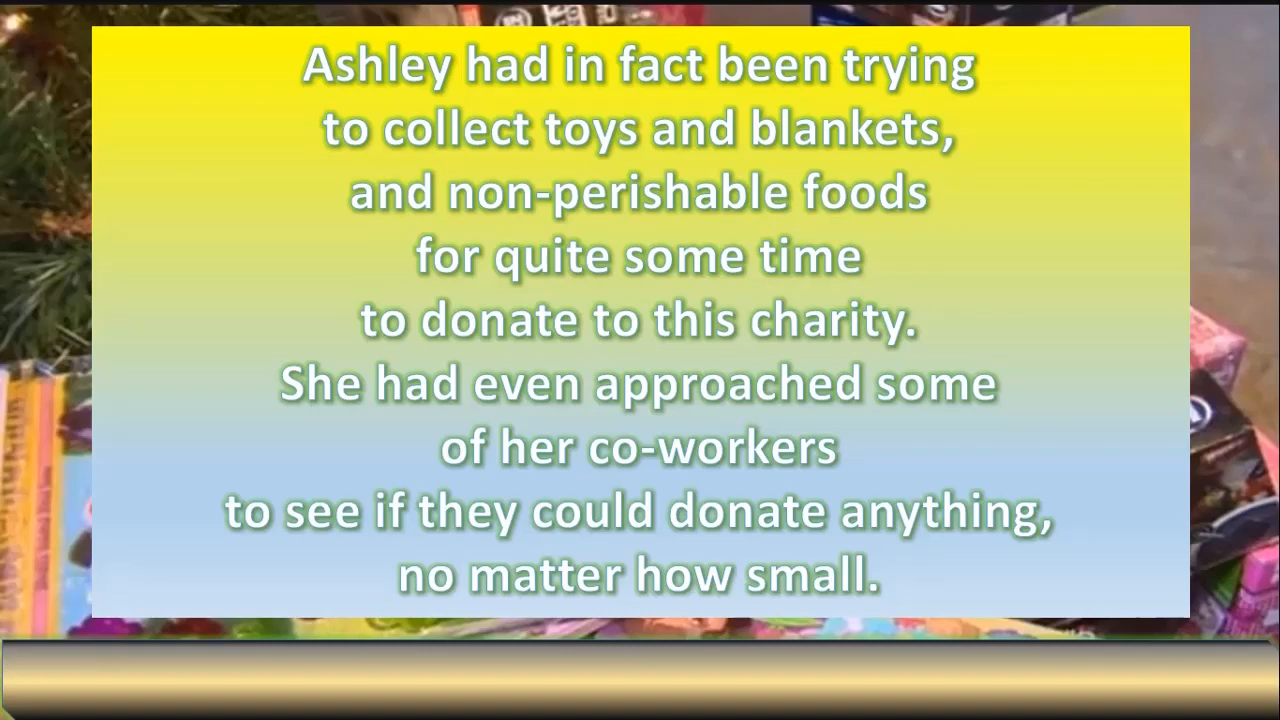 Ashley had in fact been trying
to collect toys and blankets,
and non-perishable foods
for quite some time
to donate to this charity.
She had even approached some
of her co-workers
to see if they could donate anything,
no matter how small.